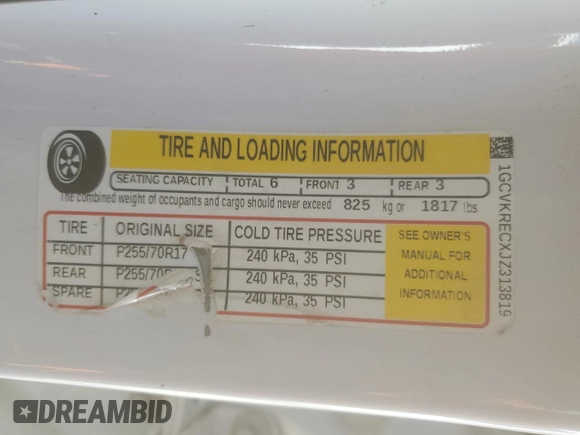 TIRE AND LOADING INFORMATION
SEATING CAPACITY TOTAL 6 FRONT 3 REAR 3
The combined weight of occupants and cargo should never exceed 825 kg or 1817 lbs
TIRE ORIGINAL SIZE COLD TIRE PRESSURE
FRONT P255/70R17 240 kPa, 35 PSI
REAR P255/70 240 kPa, 35 PSI
SPARE 240 kPa, 35 PSI
SEE OWNER'S
MANUAL FOR
ADDITIONAL
INFORMATION
1GCVKRECXJZ313819
DREAMBID